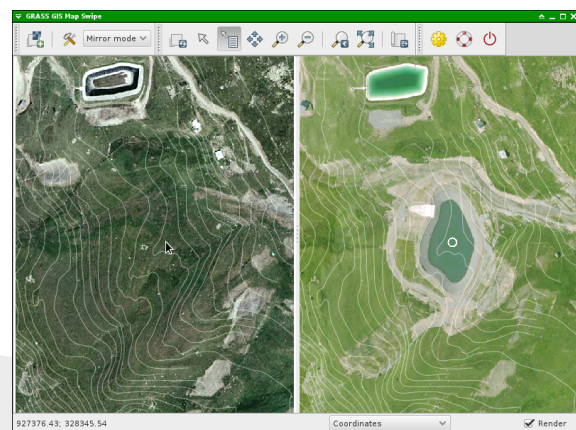 GRASS GIS Map Swipe
Mirror mode
927376.43; 328345.54
Coordinates
Render